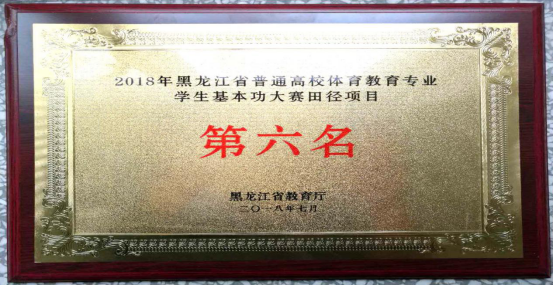 2018年黑龙江省普通高校体育教育专业
学生基本功大赛田径项目
第六名
黑龙江省教育厅
二〇一八年七月